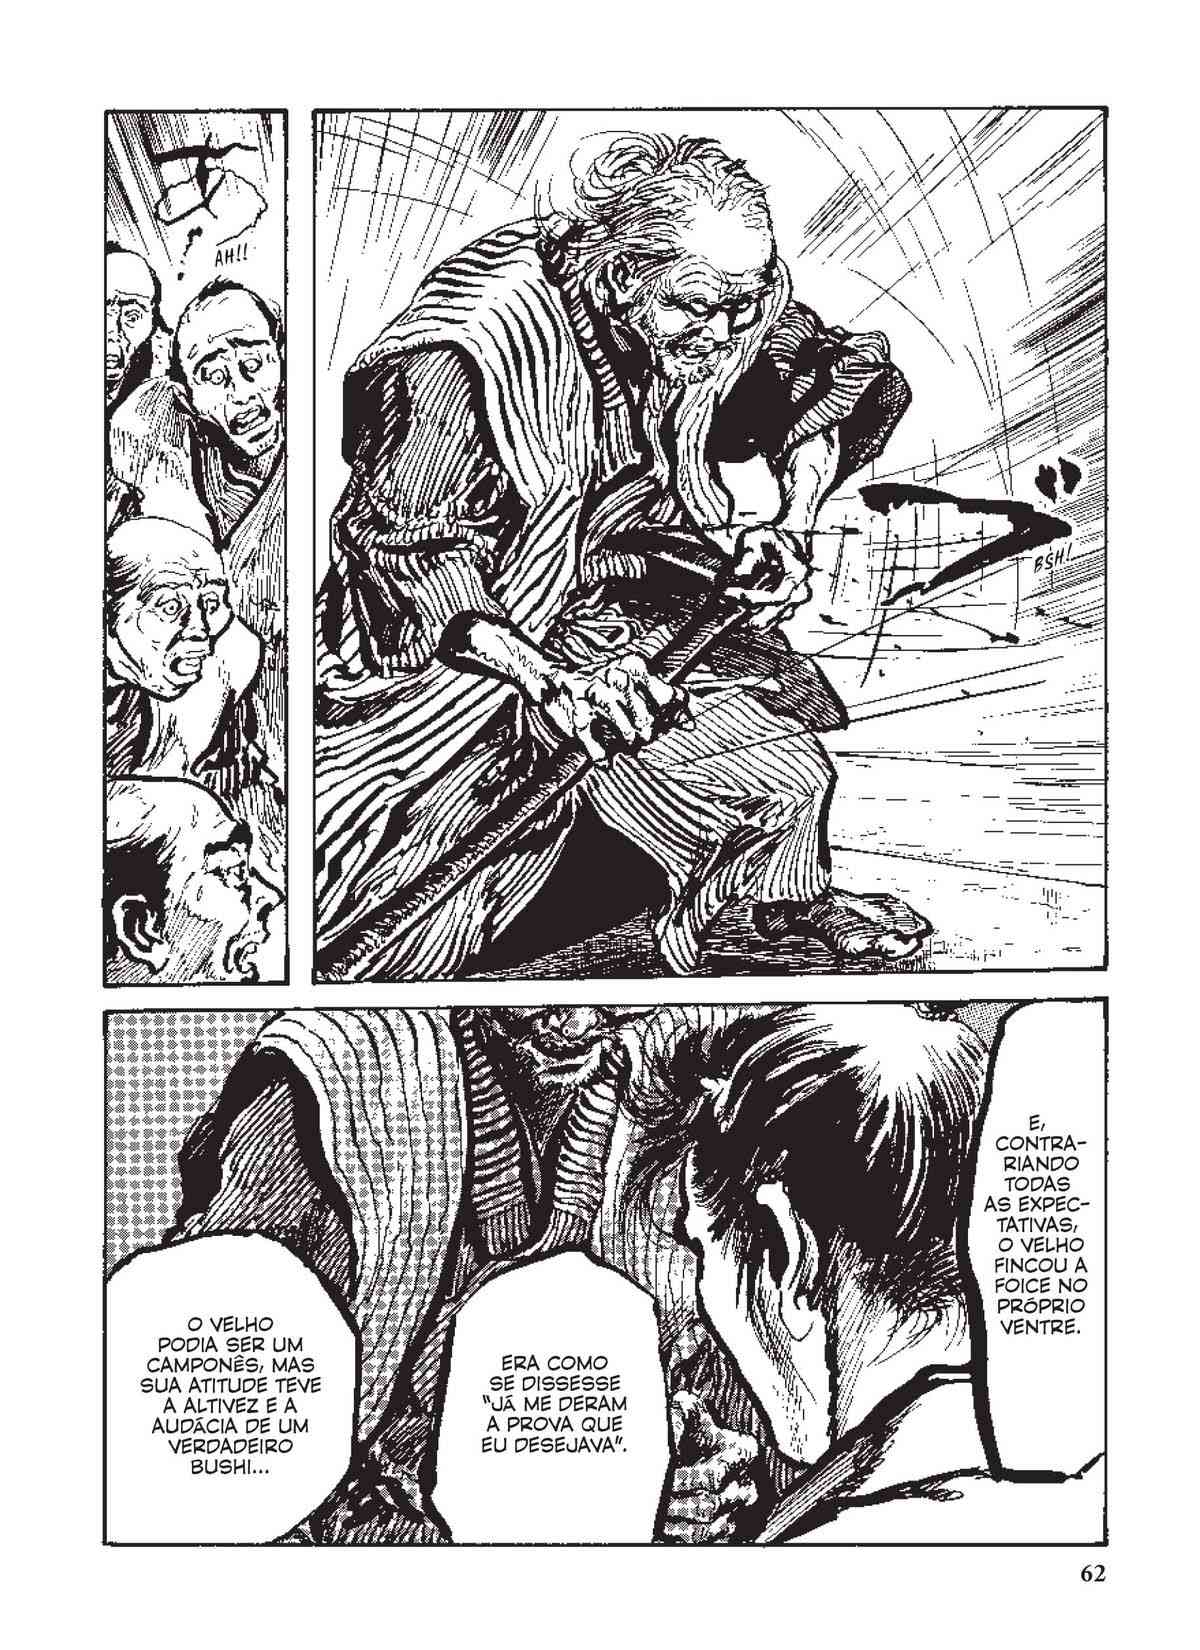 BSH!
AH!!
E,
CONTRA-
RIANDO
TODAS
AS EXPEC-
TATIVAS,
O VELHO
FINCOU A
FOICE NO
PRÓPRIO
VENTRE.
ERA COMO
SE DISSESSE
“JÁ ME DERAM
A PROVA QUE
EU DESEJAVA”.
O VELHO
PODIA SER UM
CAMPONÊS, MAS
SUA ATITUDE TEVE
A ALTIVEZ E A
AUDÁCIA DE UM
VERDADEIRO
BUSHI...
62